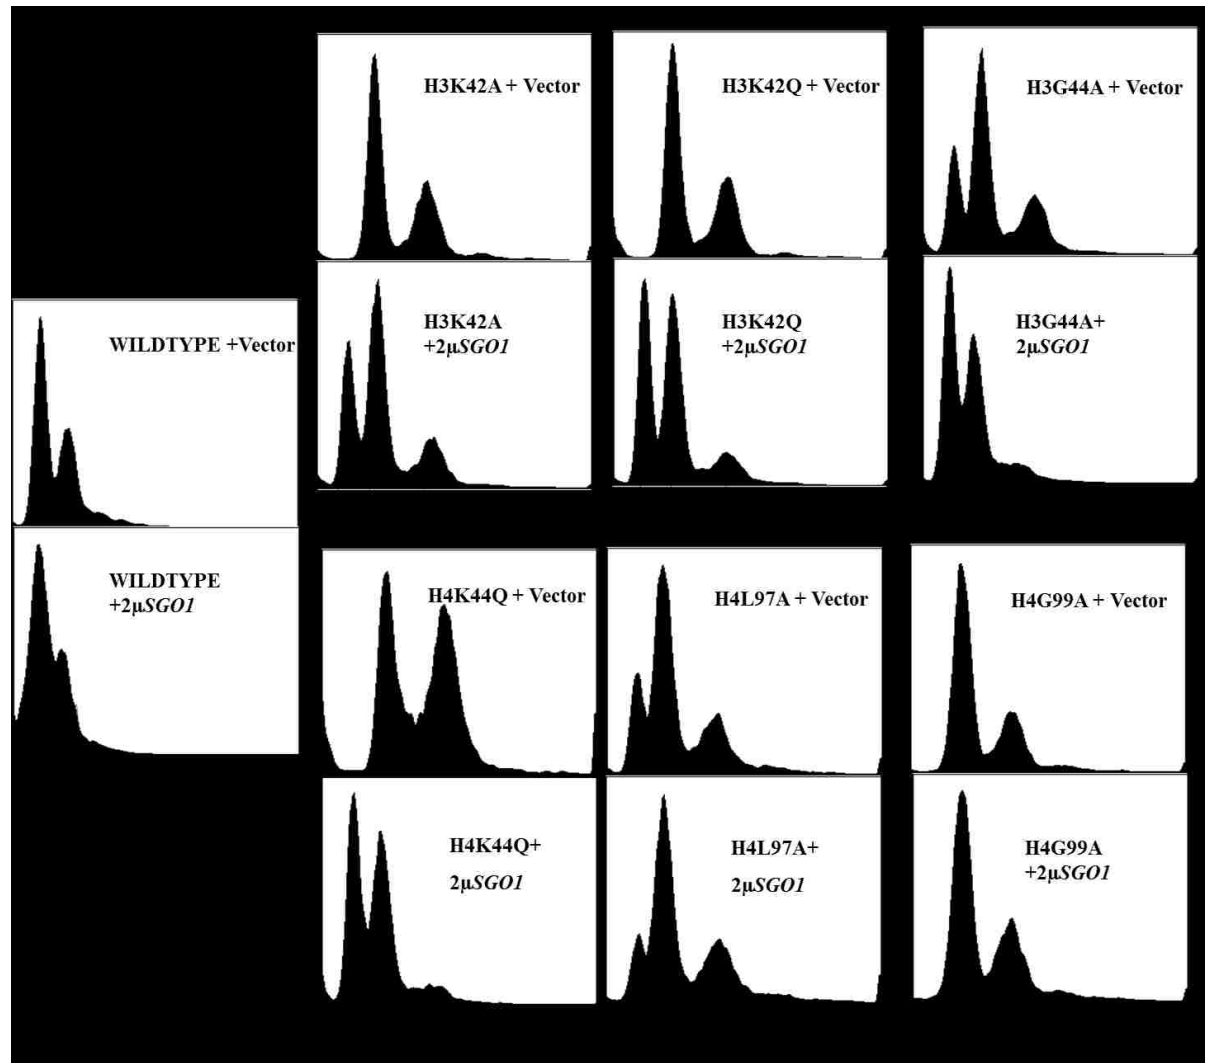 H3K42A + Vector
H3K42Q + Vector
H3G44A + Vector
H3K42A
+2µSGO1
H3K42Q
+2µSGO1
H3G44A+
2µSGO1
WILDTYPE +Vector
WILDTYPE
+2µSGO1
H4K44Q + Vector
H4L97A + Vector
H4G99A + Vector
H4K44Q+
2µSGO1
H4L97A+
2µSGO1
H4G99A
+2µSGO1